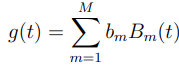 g(t) = \sum_{m=1}^{M} b_m B_m(t)